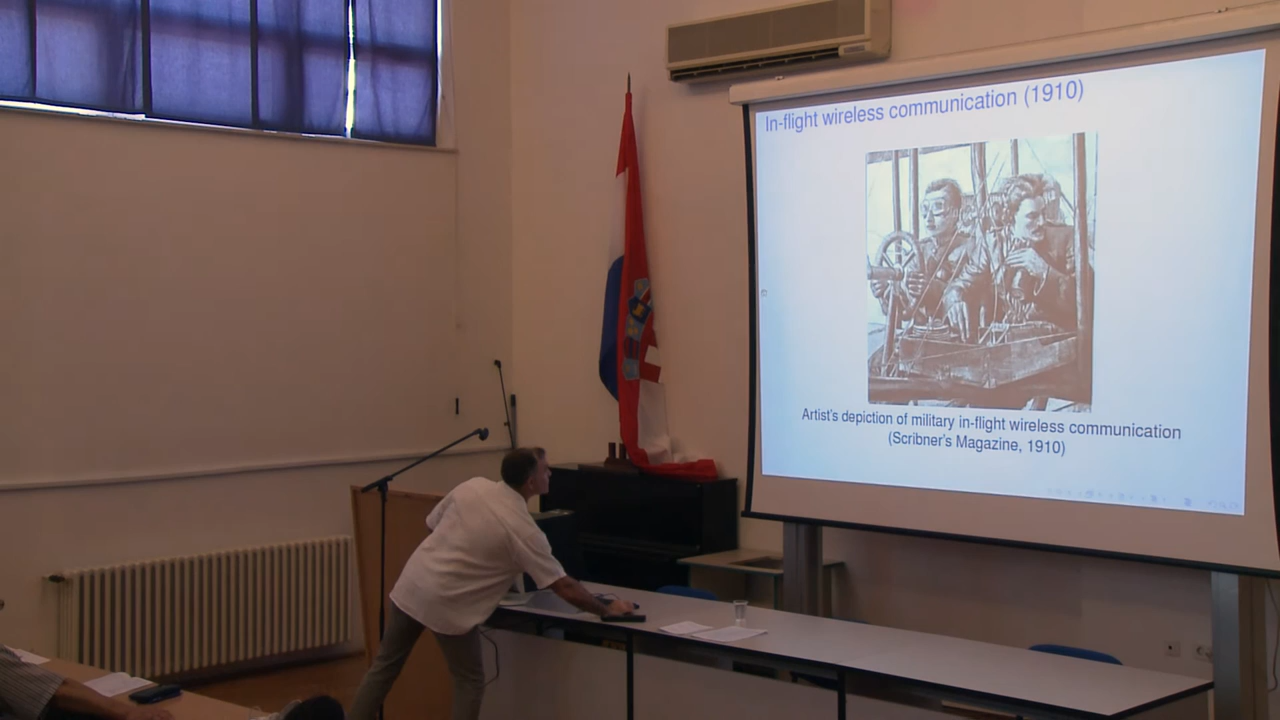 In-flight wireless communication (1910)
Artist's depiction of military in-flight wireless communication
(Scribner's Magazine, 1910)